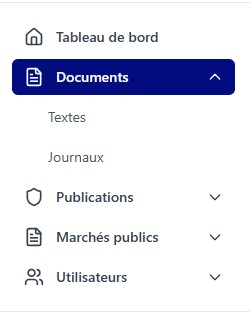 Tableau de bord
Documents
Textes
Journaux
Publications
Marchés publics
Utilisateurs